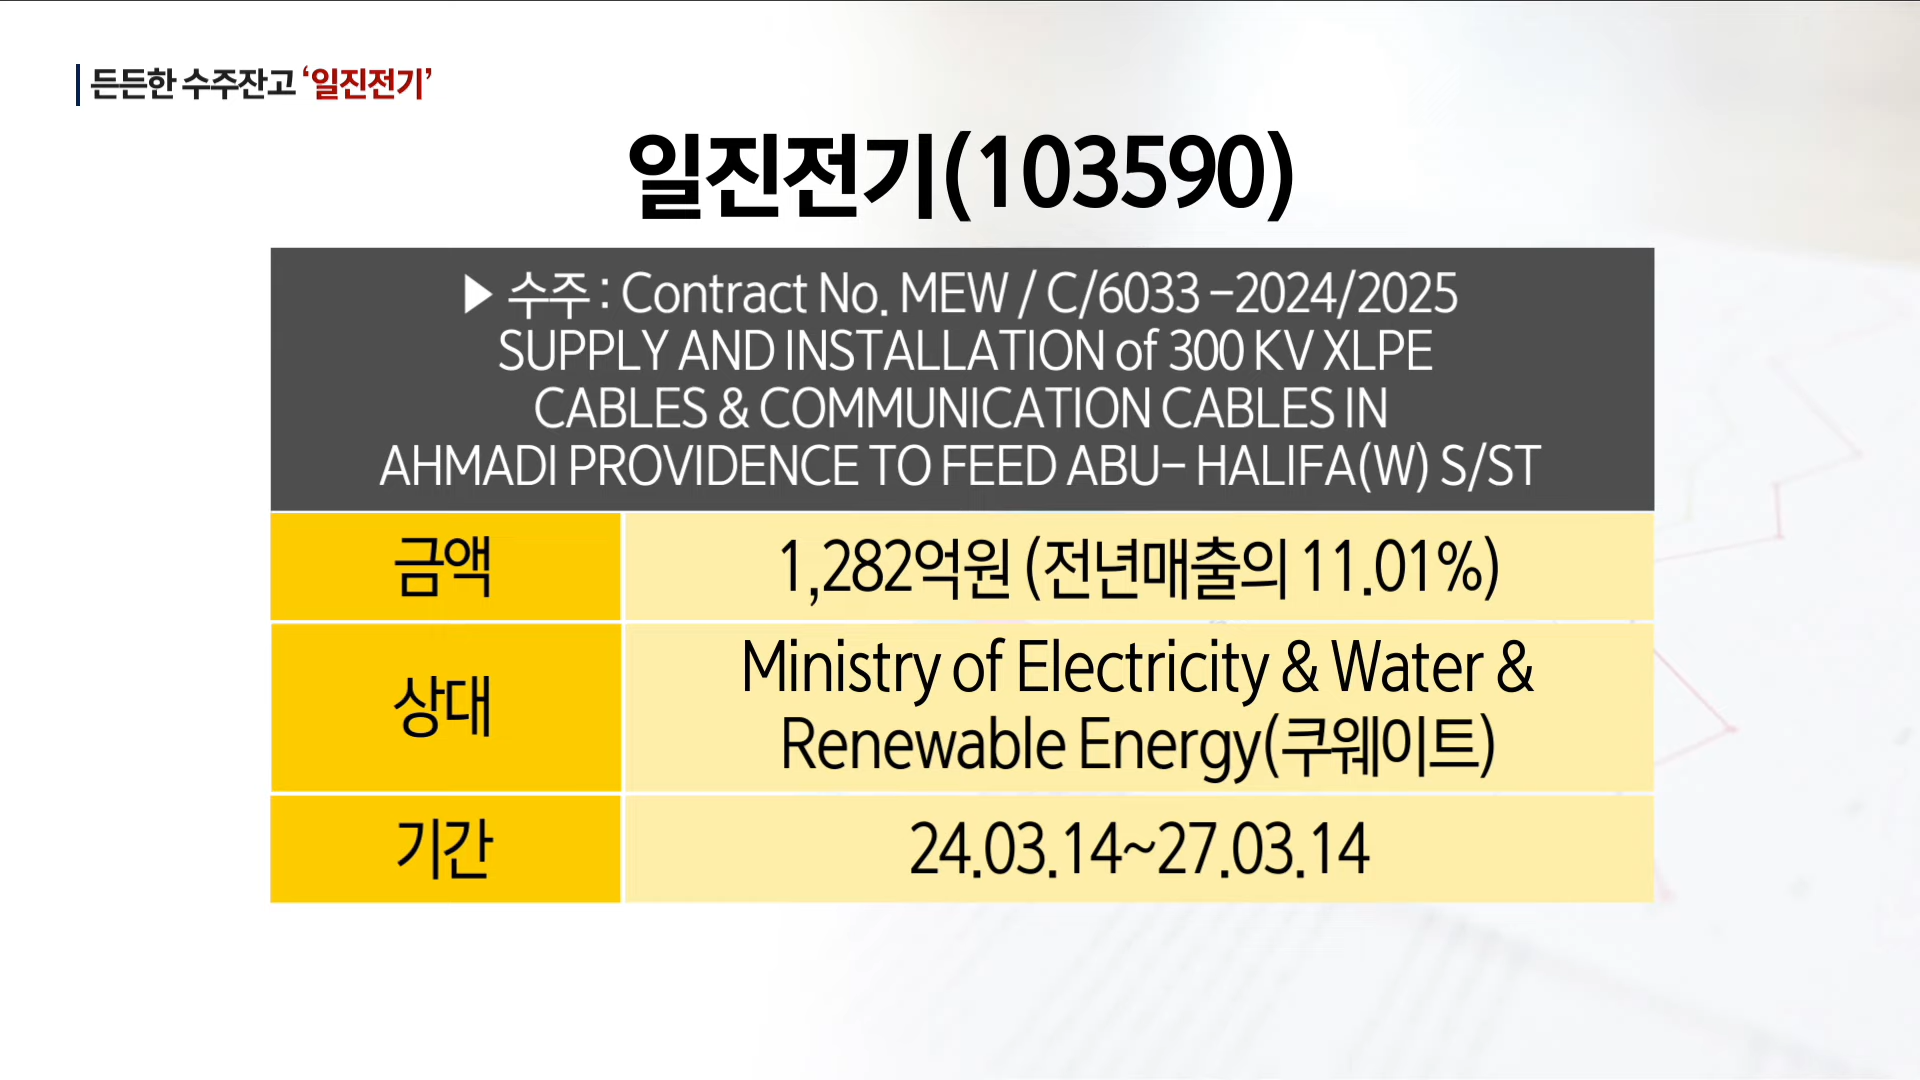 든든한 수주잔고 ‘일진전기’
일진전기(103590)
▶ 수주 : Contract No. MEW / C/6033 -2024/2025
SUPPLY AND INSTALLATION of 300 KV XLPE
CABLES & COMMUNICATION CABLES IN
AHMADI PROVIDENCE TO FEED ABU- HALIFA(W) S/ST
금액
1,282억원 (전년매출의 11.01%)
상대
Ministry of Electricity & Water &
Renewable Energy(쿠웨이트)
기간
24.03.14~27.03.14